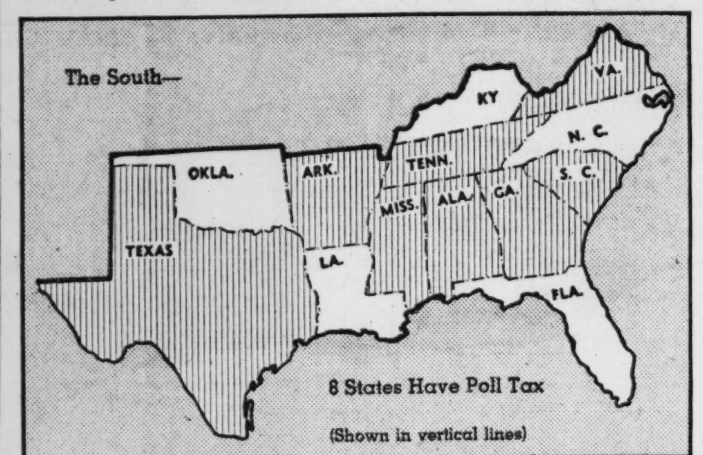 The South—
VA.
KY
N. C.
OKLA.
ARK.
TENN.
S. C.
MISS.
ALA.
GA.
TEXAS
LA.
FLA.
8 States Have Poll Tax
(Shown in vertical lines)